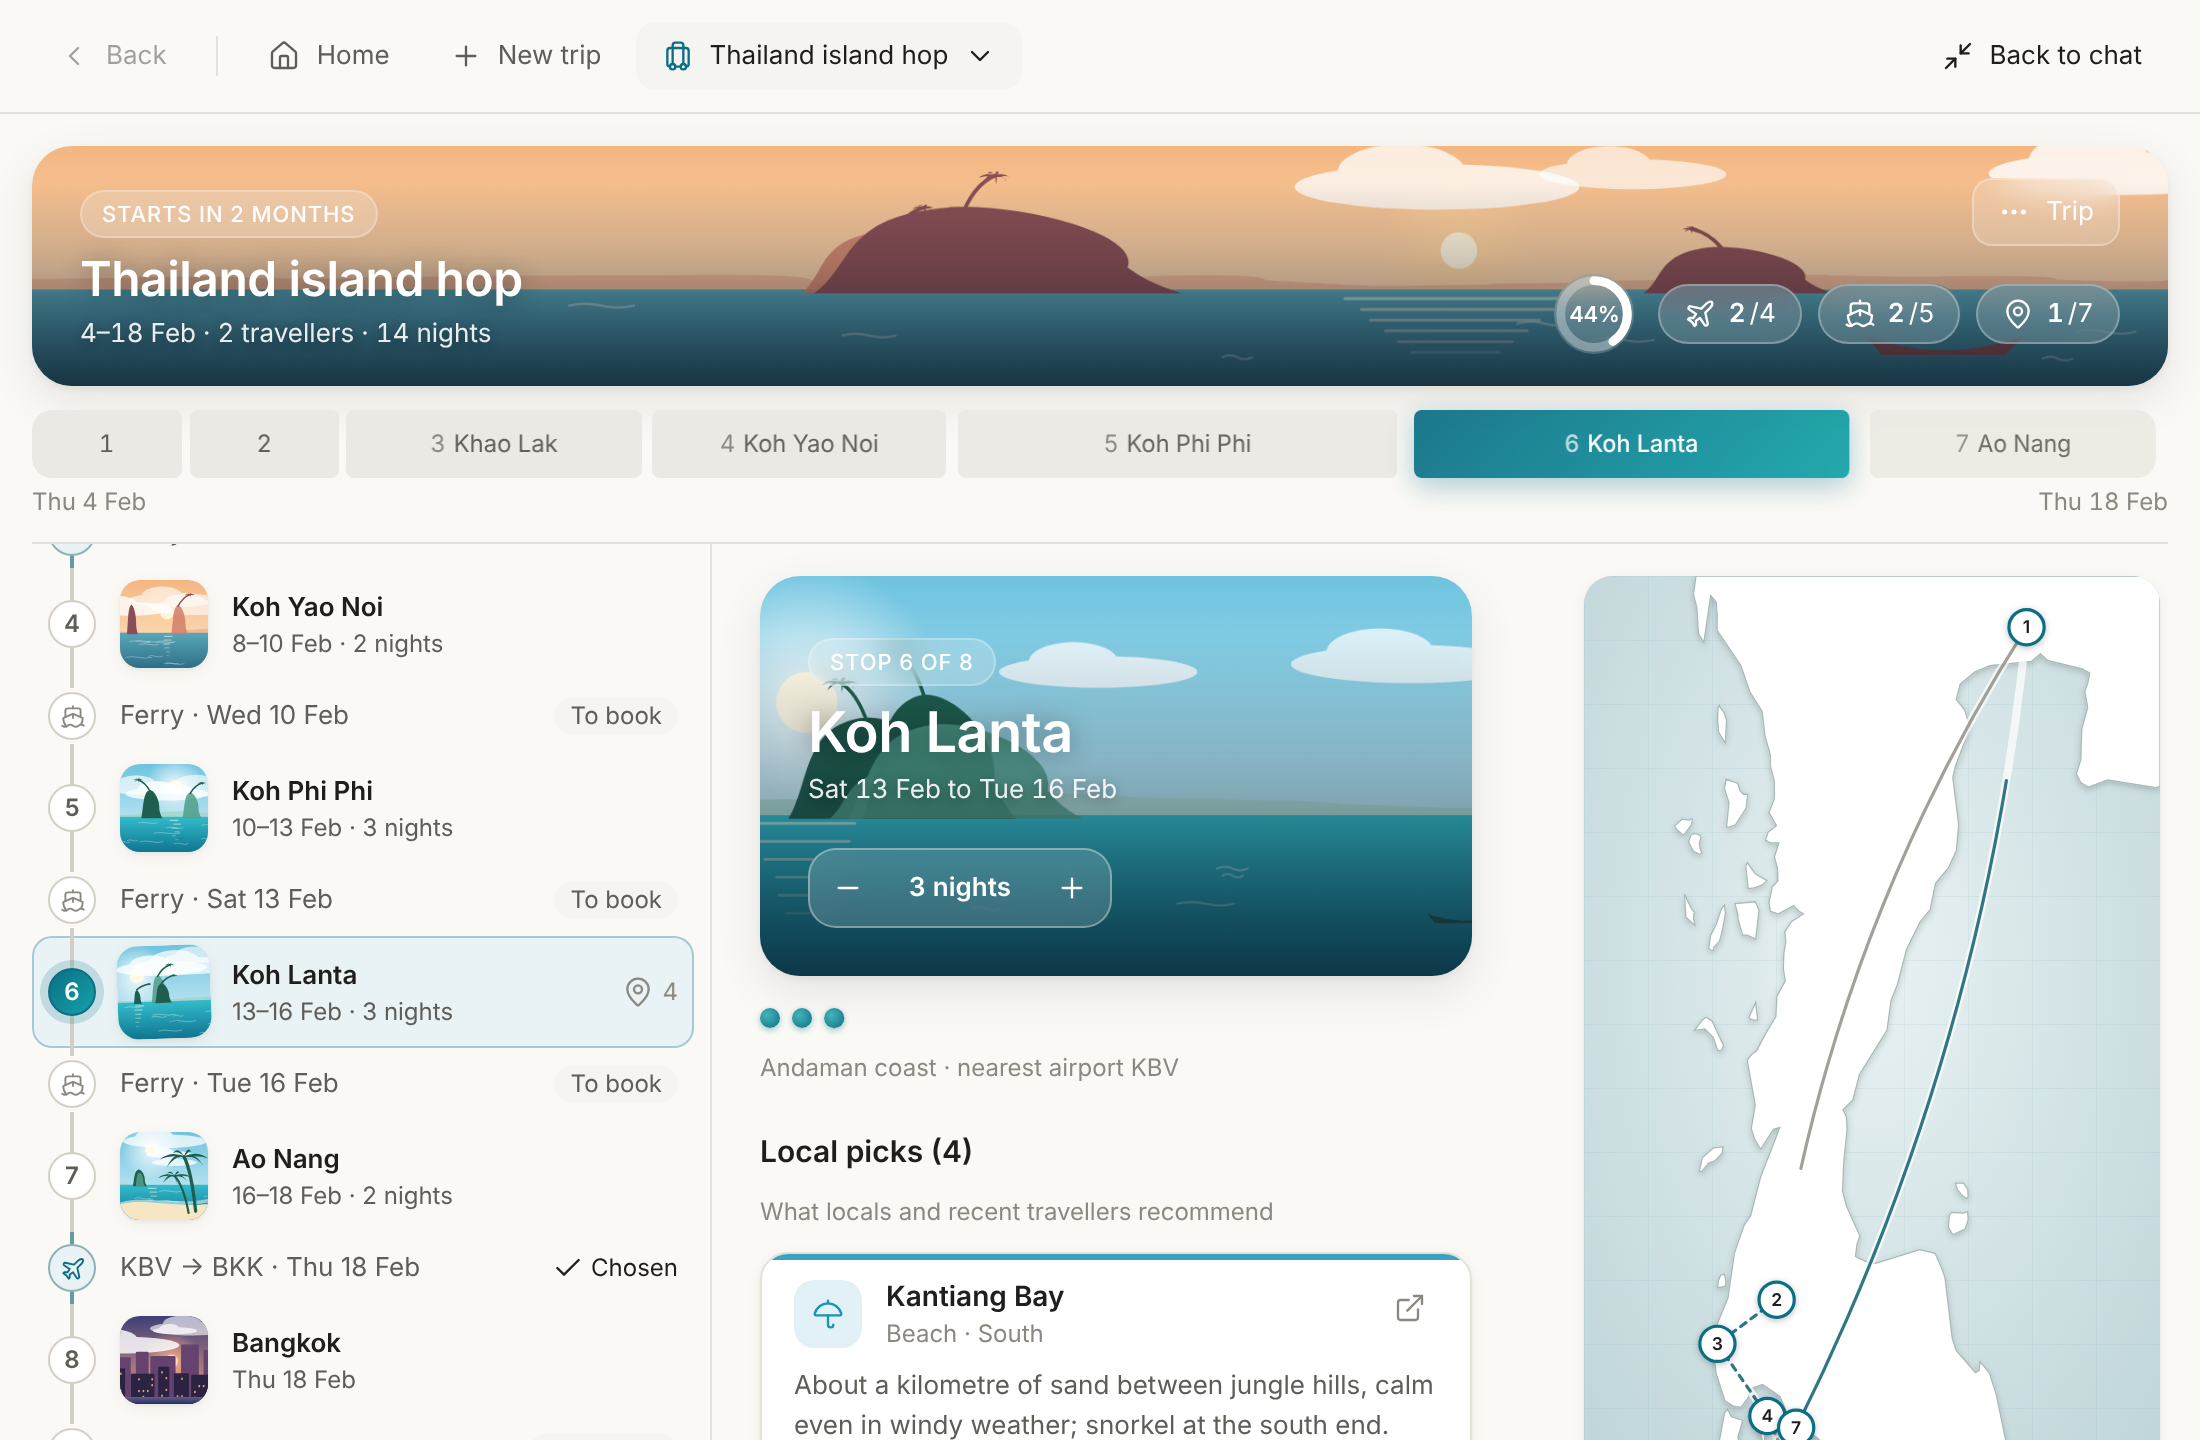 Back
Home
New trip
Thailand island hop
Back to chat
STARTS IN 2 MONTHS
Trip
Thailand island hop
4–18 Feb · 2 travellers · 14 nights
44%
2/4
2/5
1/7
1
2
3 Khao Lak
4 Koh Yao Noi
5 Koh Phi Phi
6 Koh Lanta
7 Ao Nang
Thu 4 Feb
Thu 18 Feb
4
Koh Yao Noi
8–10 Feb · 2 nights
Ferry · Wed 10 Feb
To book
5
Koh Phi Phi
10–13 Feb · 3 nights
Ferry · Sat 13 Feb
To book
6
Koh Lanta
13–16 Feb · 3 nights
4
Ferry · Tue 16 Feb
To book
7
Ao Nang
16–18 Feb · 2 nights
KBV → BKK · Thu 18 Feb
Chosen
8
Bangkok
Thu 18 Feb
STOP 6 OF 8
Koh Lanta
Sat 13 Feb to Tue 16 Feb
3 nights
Andaman coast · nearest airport KBV
Local picks (4)
What locals and recent travellers recommend
Kantiang Bay
Beach · South
About a kilometre of sand between jungle hills, calm
even in windy weather; snorkel at the south end.
1
2
3
4
7